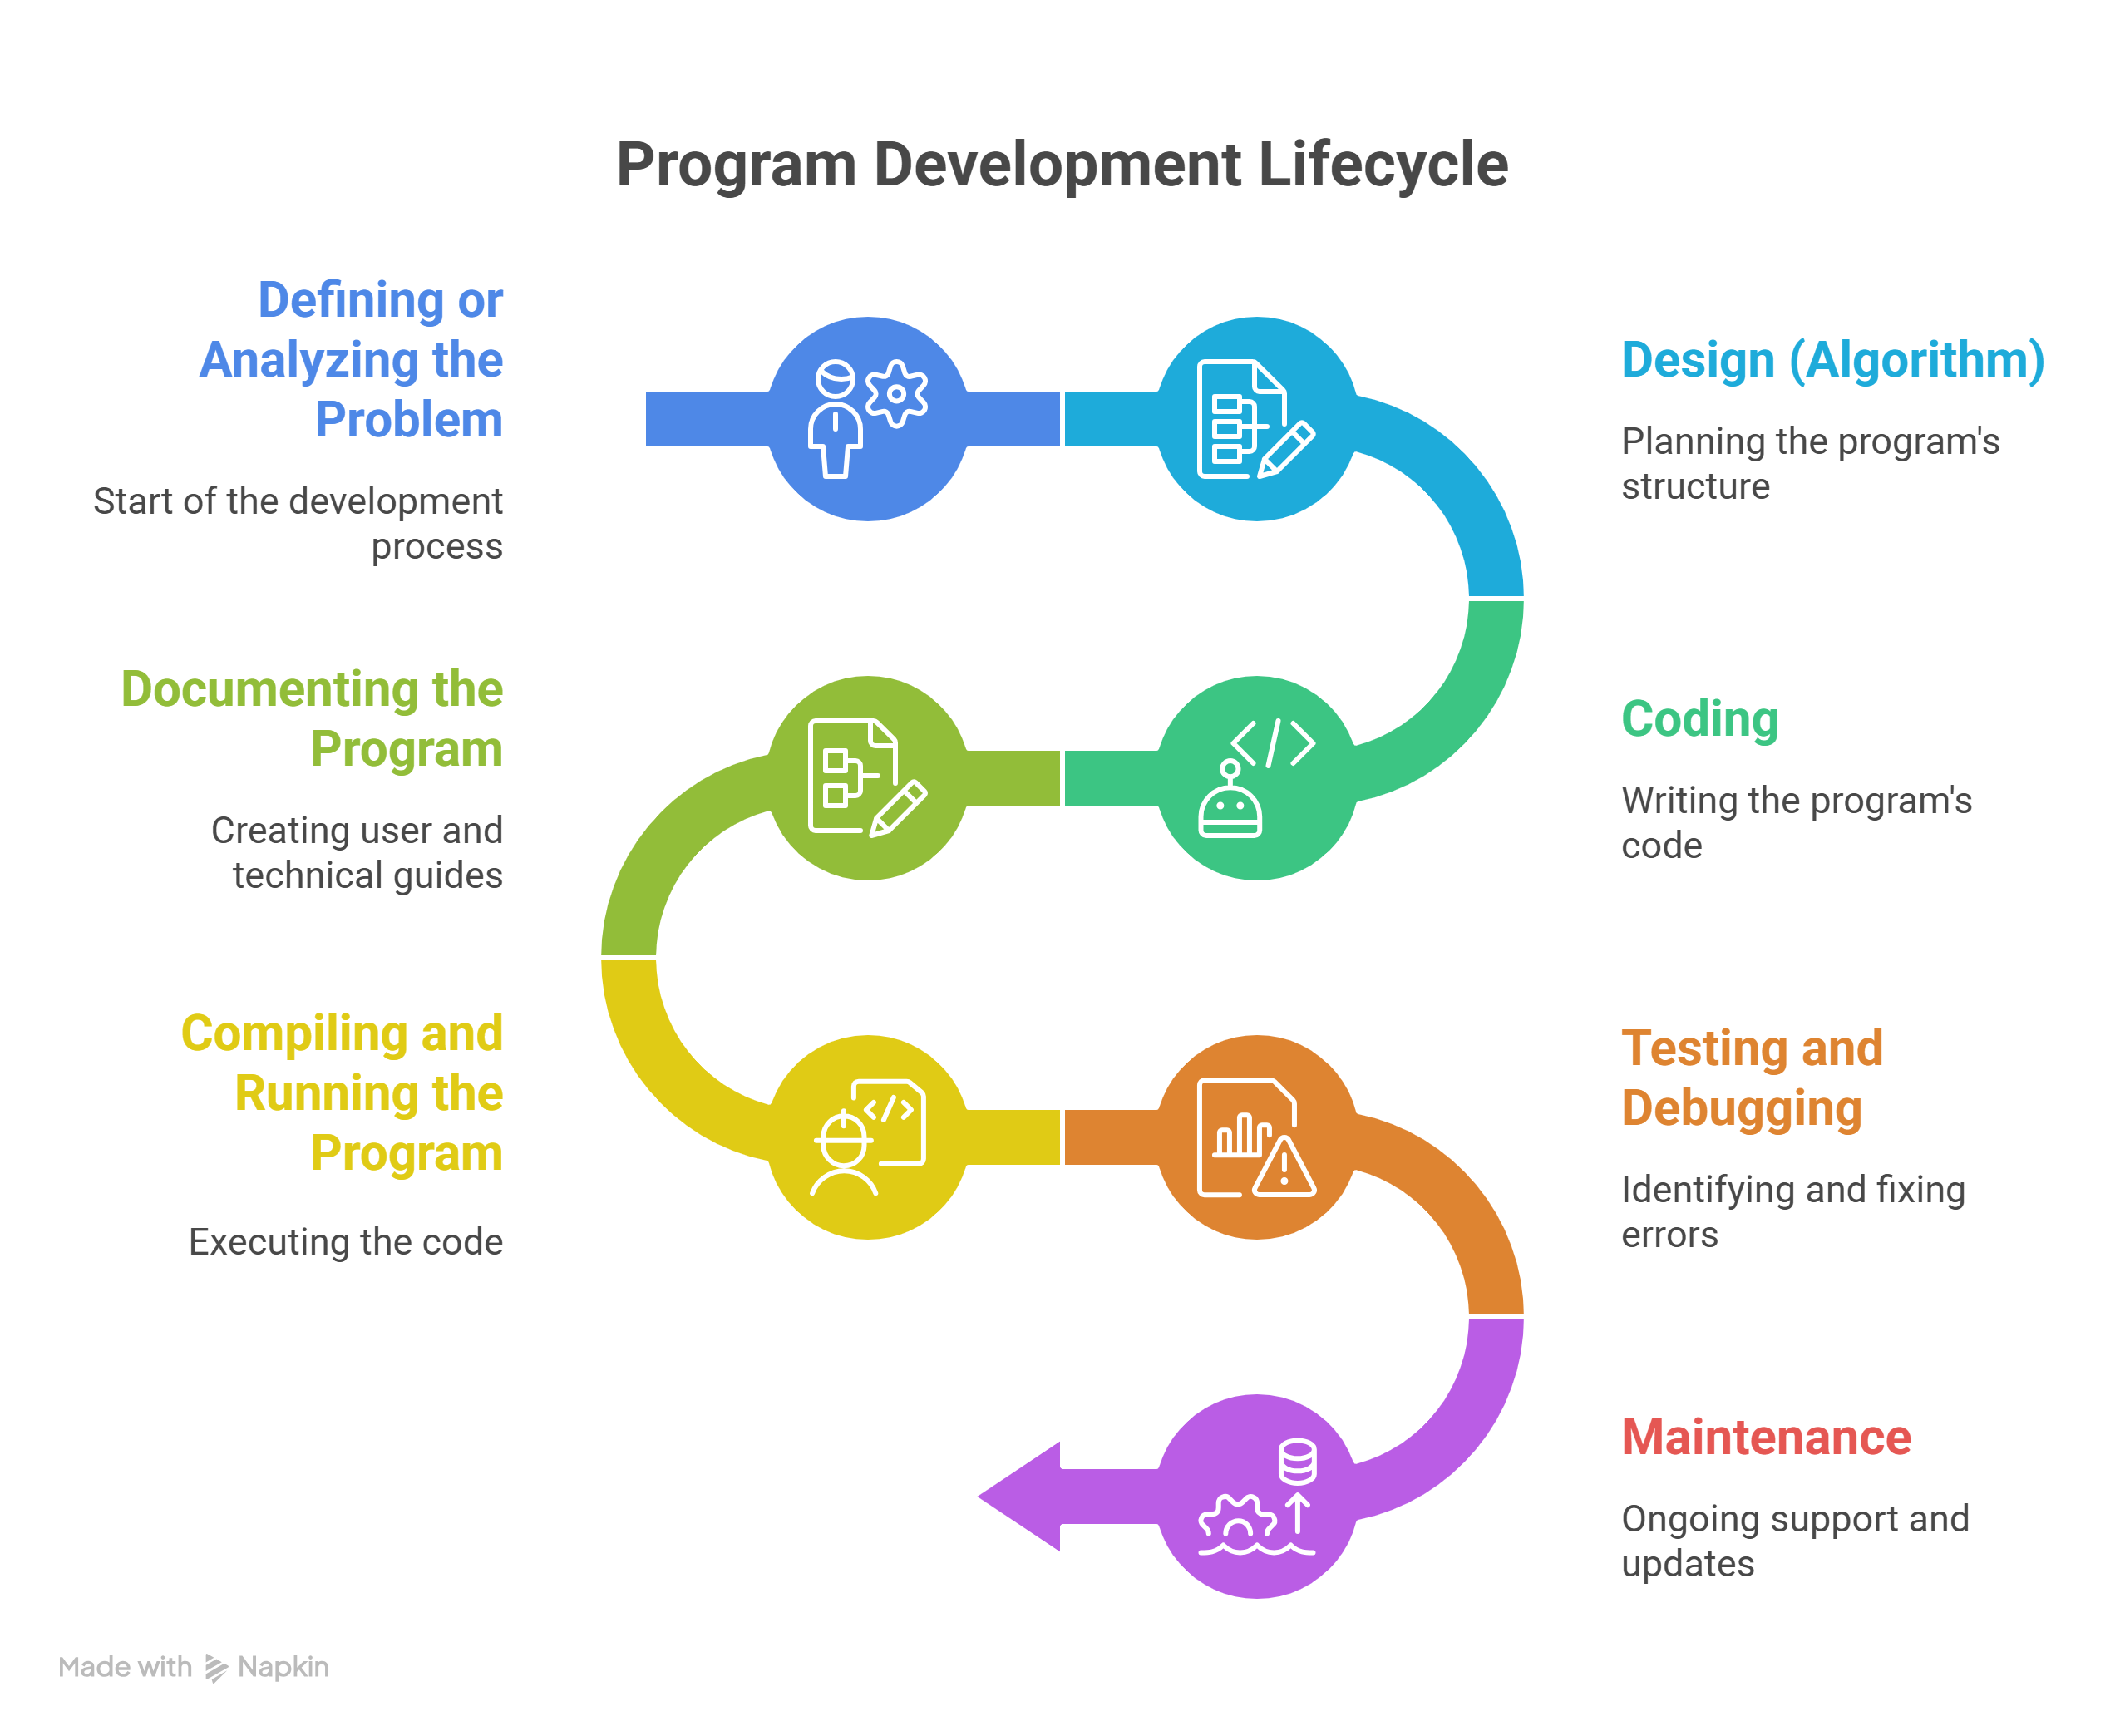 Program Development Lifecycle
Defining or
Analyzing the
Problem
Start of the development
process
Design (Algorithm)
Planning the program's
structure
Coding
Writing the program's
code
Documenting the
Program
Creating user and
technical guides
Compiling and
Running the
Program
Executing the code
Testing and
Debugging
Identifying and fixing
errors
Maintenance
Ongoing support and
updates
Made with Napkin